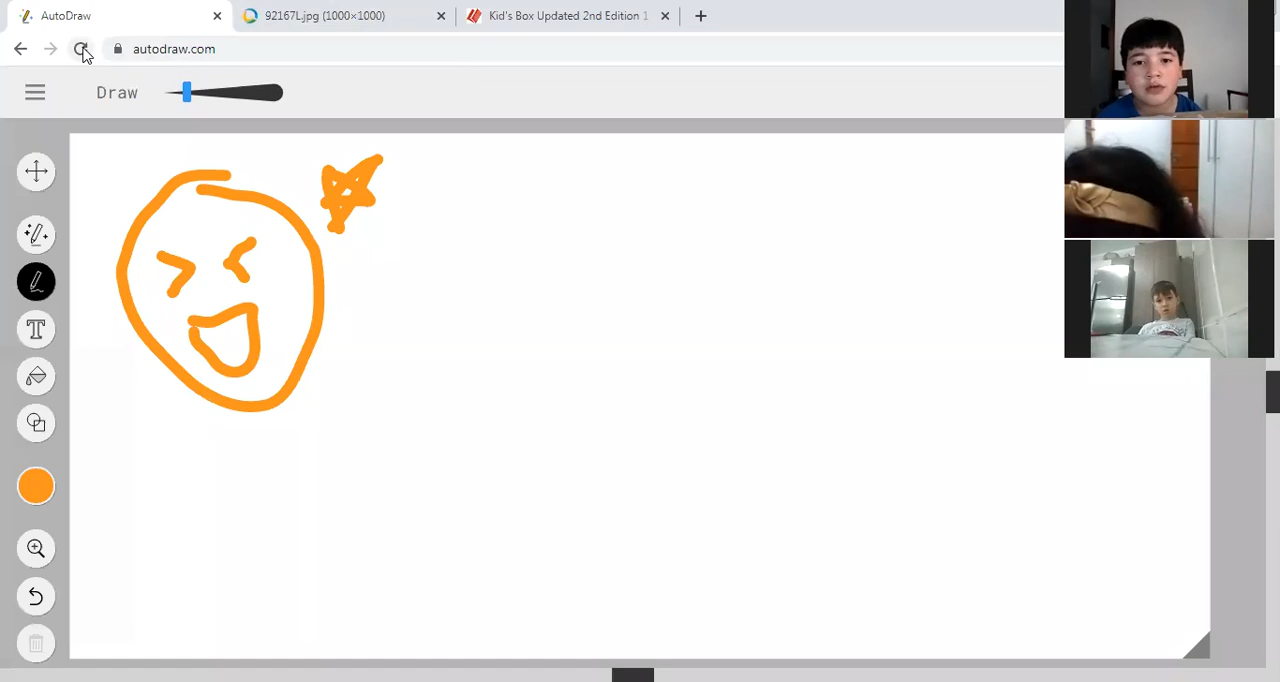 AutoDraw
92167L.jpg (1000×1000)
Kid's Box Updated 2nd Edition 1
autodraw.com
Draw
T